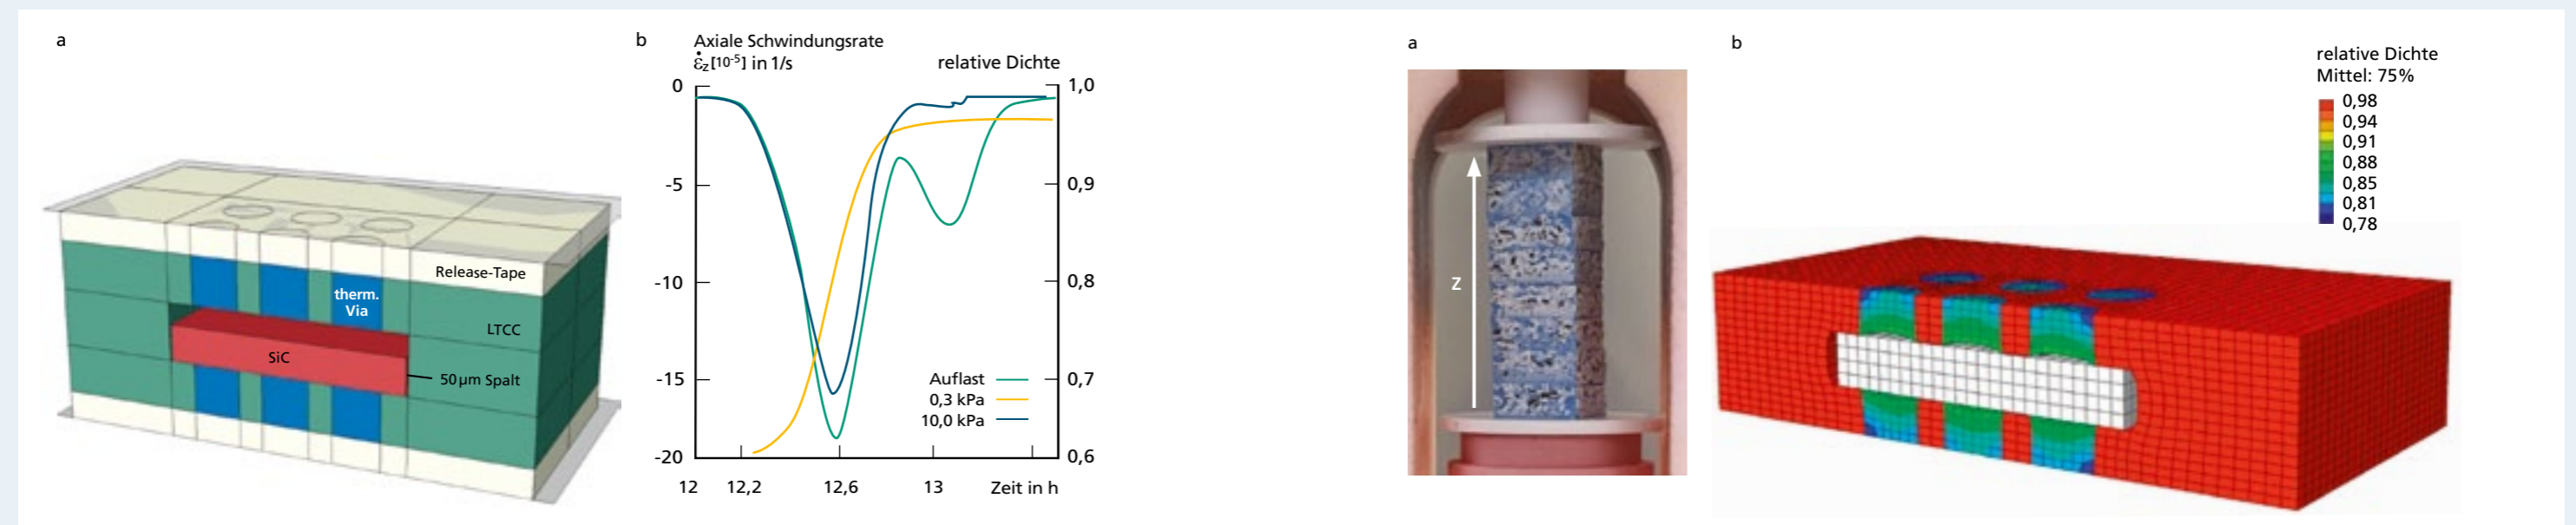 a
Release-Tape
therm.
Via
LTCC
SiC
50 µm Spalt
b
Axiale Schwindungsrate
ε̇z [10-5] in 1/s
relative Dichte
0
-5
-10
-15
-20
1,0
0,9
0,8
0,7
0,6
Auflast
0,3 kPa
10,0 kPa
12
12,2
12,6
13
Zeit in h
a
z
b
relative Dichte
Mittel: 75%
0,98
0,94
0,91
0,88
0,85
0,81
0,78